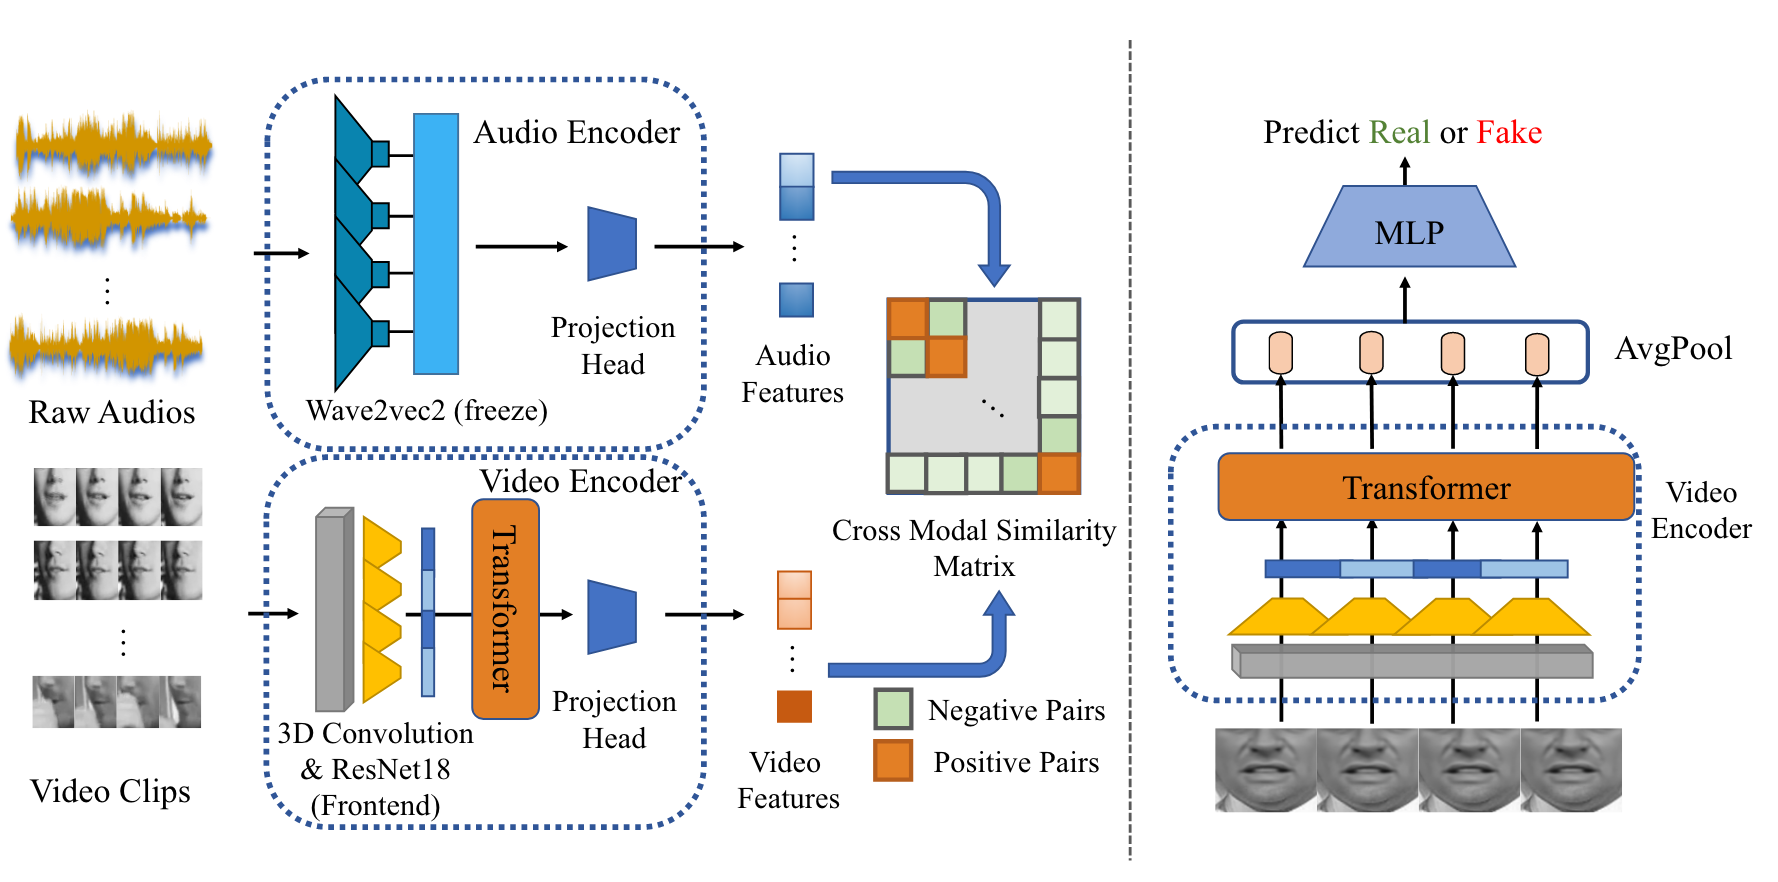 Raw Audios
Video Clips
Audio Encoder
Projection
Head
Wave2vec2 (freeze)
Video Encoder
Transformer
Projection
Head
3D Convolution
& ResNet18
(Frontend)
Audio
Features
Cross Modal Similarity
Matrix
Video
Features
Negative Pairs
Positive Pairs
Predict Real or Fake
MLP
AvgPool
Transformer
Video
Encoder